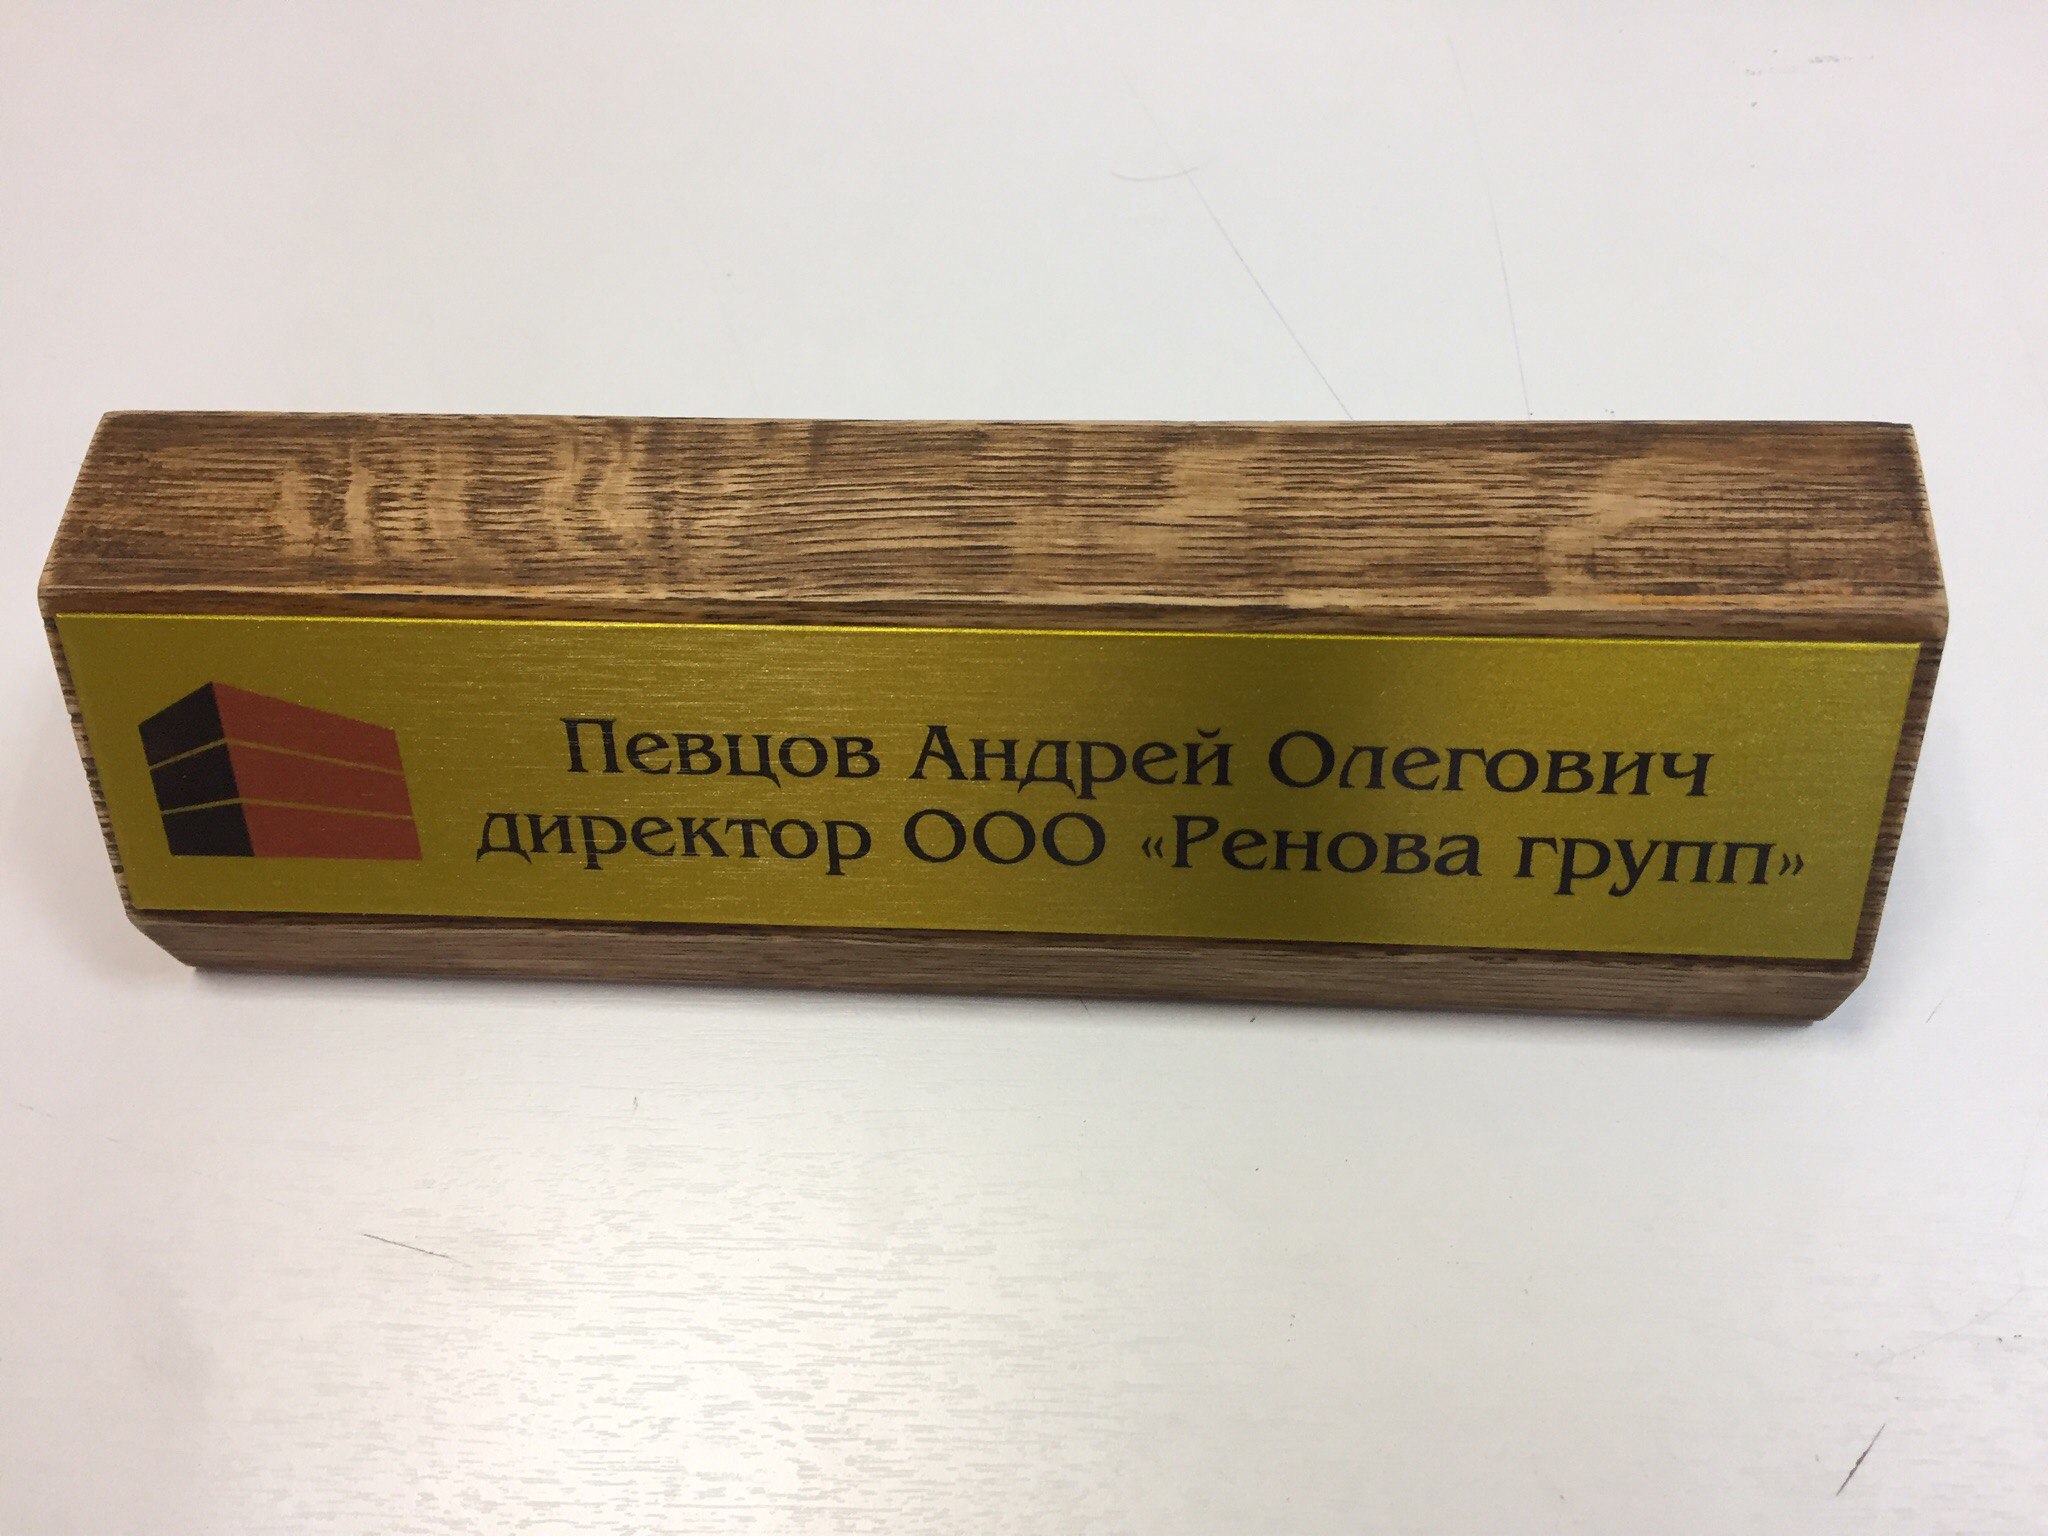 Певцов Андрей Олегович
директор ООО «Ренова групп»